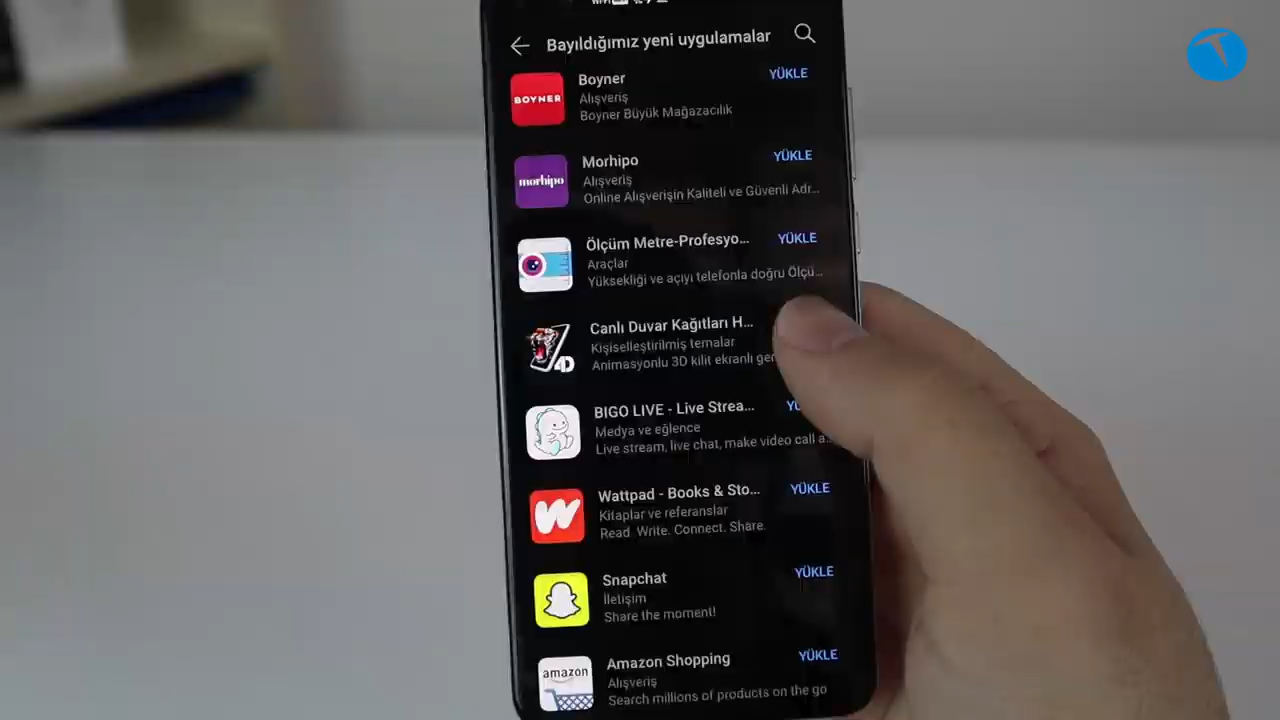 Bayıldığımız yeni uygulamalar
BOYNER
Boyner
YÜKLE
Alışveriş
Boyner Büyük Mağazacılık
morhipo
Morhipo
YÜKLE
Alışveriş
Online Alışverişin Kaliteli ve Güvenli Adr...
Ölçüm Metre-Profesyo...
YÜKLE
Araçlar
Yüksekliği ve açıyı telefonla doğru Ölçü...
Canlı Duvar Kağıtları H...
Kişiselleştirilmiş temalar
Animasyonlu 3D kilit ekranlı
4D
BIGO LIVE - Live Strea...
Medya ve eğlence
Live stream, live chat, make video call a...
Wattpad - Books & Sto...
YÜKLE
Kitaplar ve referanslar
Read. Write. Connect. Share.
Snapchat
YÜKLE
İletişim
Share the moment!
amazon
Amazon Shopping
YÜKLE
Alışveriş
Search millions of products on the go